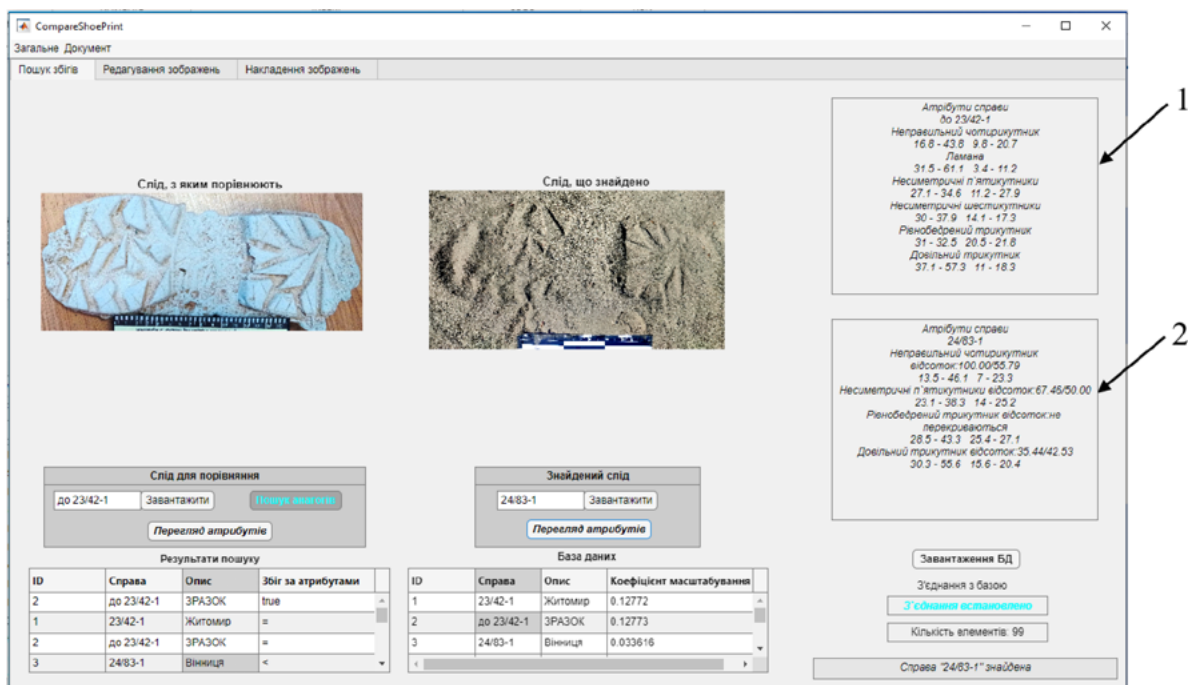 CompareShoePrint
Загальне Документ
Пошук збігів Редагування зображень Накладення зображень
Слід, з яким порівнюють
Слід, що знайдено
Атрібути справи
до 23/42-1
Неправильний чотирикутник
16.8 - 43.8 9.8 - 20.7
Ламана
31.5 - 61.1 3.4 - 11.2
Несиметричні п'ятикутники
27.1 - 34.6 11.2 - 27.9
Несиметричні шестикутники
30 - 37.9 14.1 - 17.3
Рівнобедрений трикутник
31 - 32.5 20.5 - 21.8
Довільний трикутник
37.1 - 57.3 11 - 18.3
1
Атрібути справи
24/83-1
Неправильний чотирикутник
відсоток:100.00/55.79
13.5 - 46.1 7 - 23.3
Несиметричні п'ятикутники відсоток:67.46/50.00
23.1 - 38.3 14 - 25.2
Рівнобедрений трикутник відсоток:не
перекриваються
28.5 - 43.3 25.4 - 27.1
Довільний трикутник відсоток:35.44/42.53
30.3 - 55.6 15.6 - 20.4
2
Слід для порівняння
до 23/42-1 Завантажити Пошук аналогів
Перегляд атрибутів
Знайдений слід
24/83-1 Завантажити
Перегляд атрибутів
Результати пошуку
ID Справа Опис Збіг за атрибутами
2 до 23/42-1 ЗРАЗОК true
1 23/42-1 Житомир =
2 до 23/42-1 ЗРАЗОК =
3 24/83-1 Вінниця <
База даних
ID Справа Опис Коефіцієнт масштабування
1 23/42-1 Житомир 0.12772
2 до 23/42-1 ЗРАЗОК 0.12773
3 24/83-1 Вінниця 0.033616
Завантаження БД
З'єднання з базою
З'єднання встановлено
Кількість елементів: 99
Справа "24/83-1" знайдена